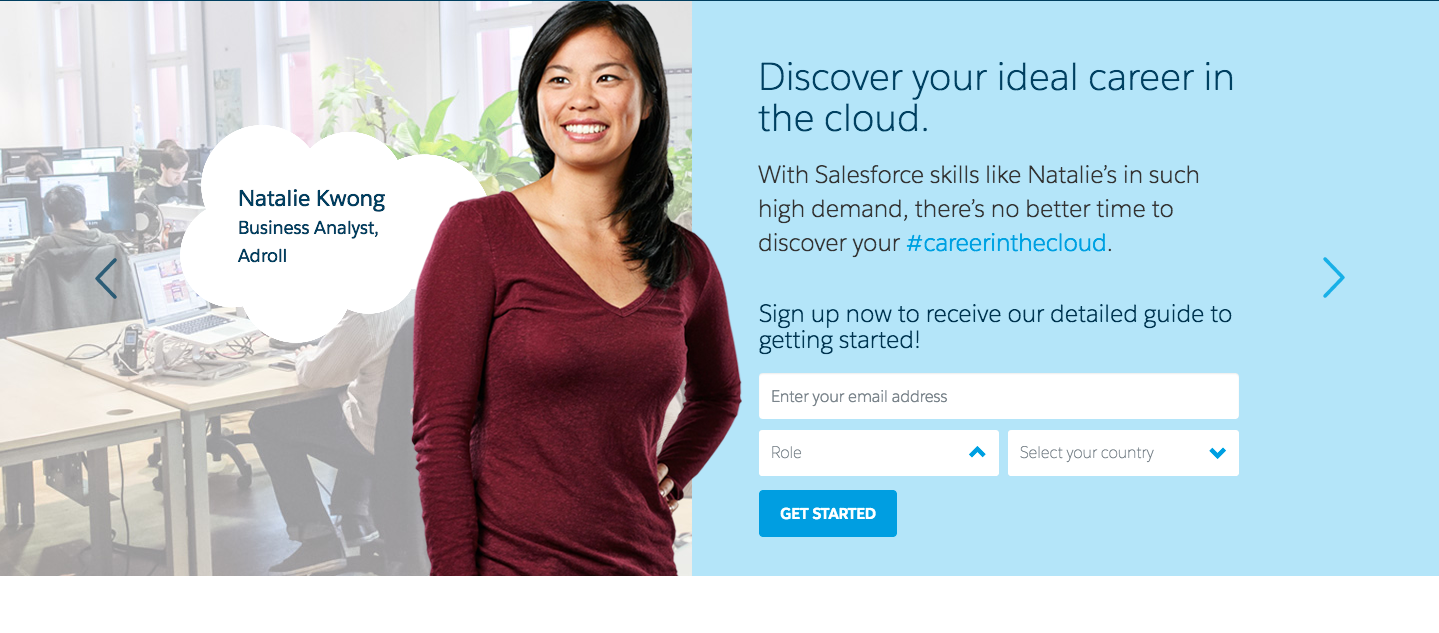 Natalie Kwong
Business Analyst,
Adroll
Discover your ideal career in
the cloud.
With Salesforce skills like Natalie's in such
high demand, there's no better time to
discover your #careerinthecloud.
Sign up now to receive our detailed guide to
getting started!
Enter your email address
Role
Select your country
GET STARTED